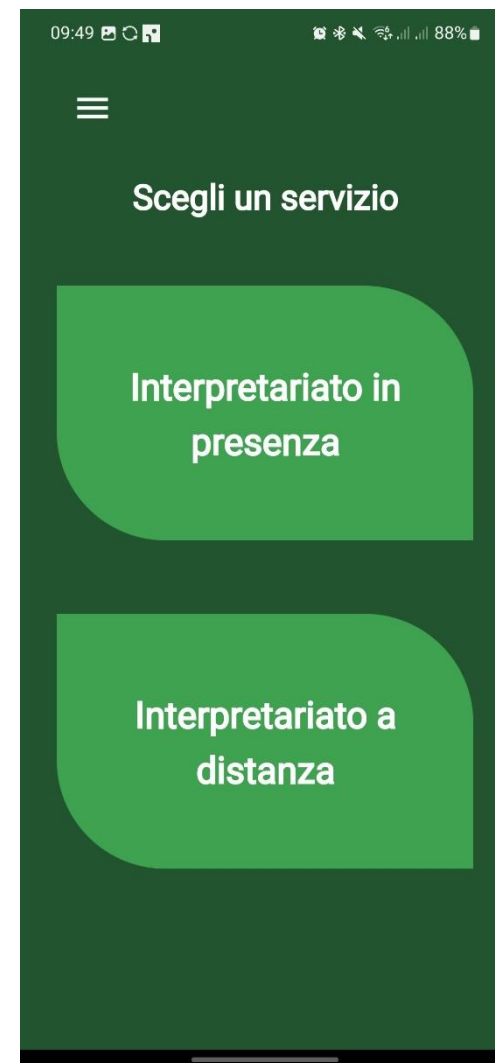 09:49 88%
Scegli un servizio
Interpretariato in
presenza
Interpretariato a
distanza